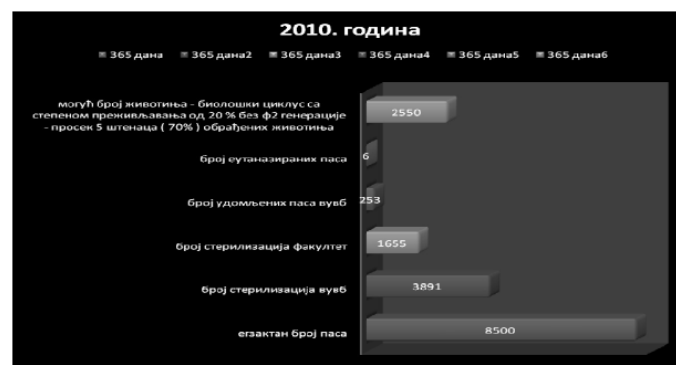 2010. година
365 дана 365 дана2 365 дана3 365 дана4 365 дана5 365 дана6
могућ број животиња - биолошки циклус са
степеном преживљавања од 20 % без ф2 генерације
- просек 5 штенаца ( 70% ) обрађених животиња
2550
број еутаназираних паса
6
број удомљених паса вувб
253
број стерилизација факултет
1655
број стерилизација вувб
3891
егзактан број паса
8500